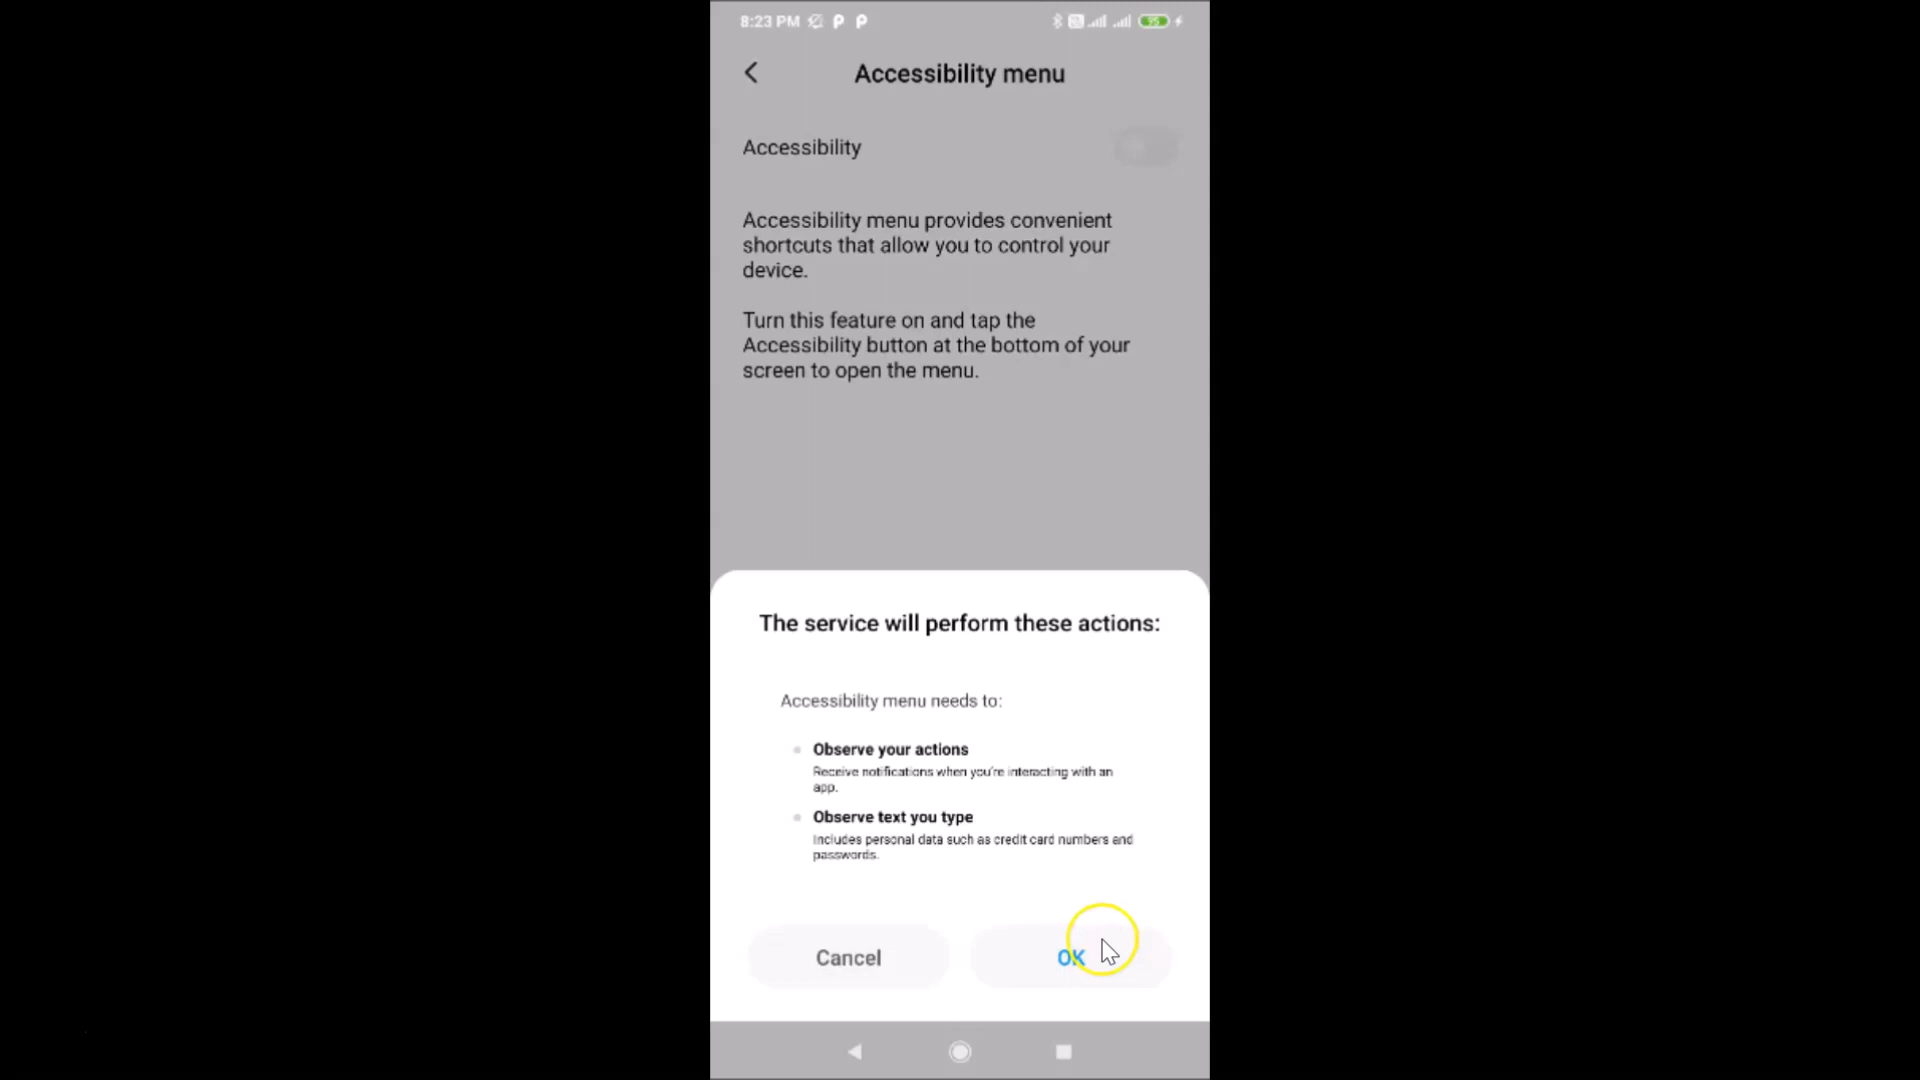 8:23 PM
95
Accessibility menu
Accessibility
Accessibility menu provides convenient
shortcuts that allow you to control your
device.
Turn this feature on and tap the
Accessibility button at the bottom of your
screen to open the menu.
The service will perform these actions:
Accessibility menu needs to:
Observe your actions
Receive notifications when you're interacting with an
app.
Observe text you type
Includes personal data such as credit card numbers and
passwords.
Cancel
OK